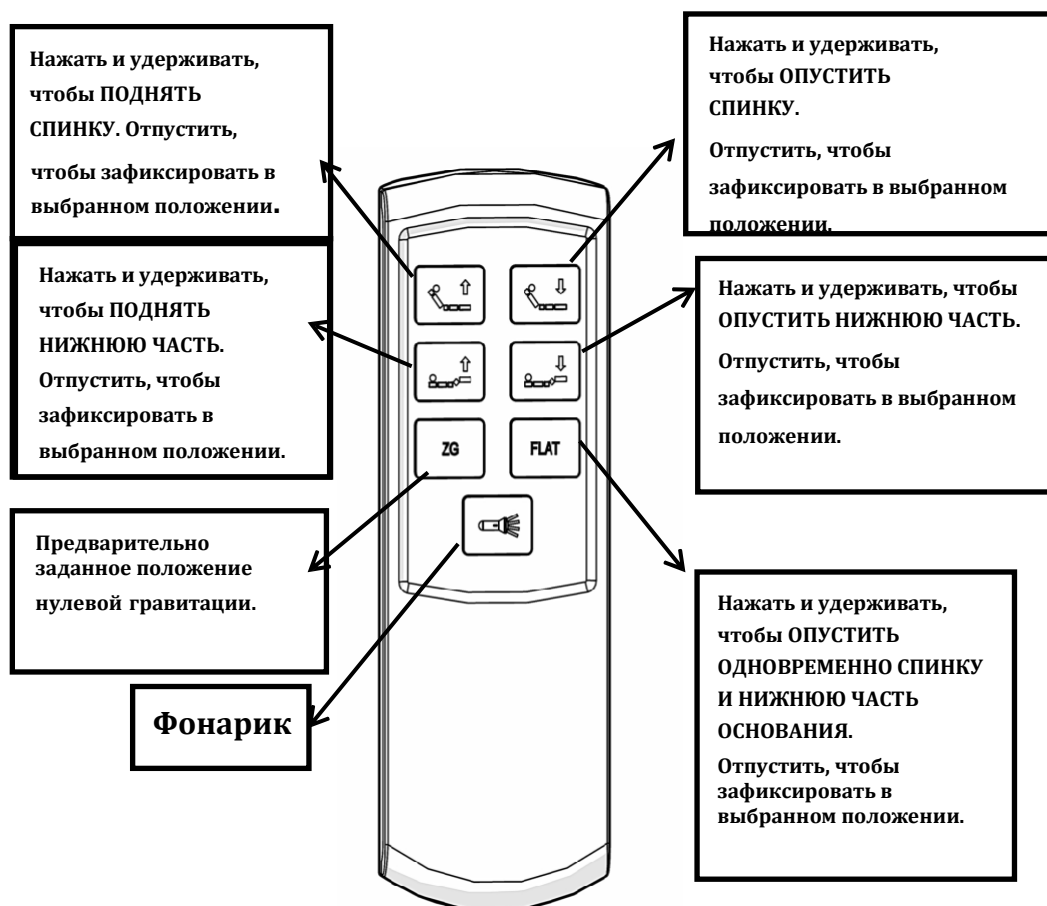 Нажать и удерживать,
чтобы ПОДНЯТЬ
СПИНКУ. Отпустить,
чтобы зафиксировать в
выбранном положении.
Нажать и удерживать,
чтобы ОПУСТИТЬ
СПИНКУ.
Отпустить, чтобы
зафиксировать в выбранном
положении.
Нажать и удерживать,
чтобы ПОДНЯТЬ
НИЖНЮЮ ЧАСТЬ.
Отпустить, чтобы
зафиксировать в
выбранном положении.
Нажать и удерживать, чтобы
ОПУСТИТЬ НИЖНЮЮ ЧАСТЬ.
Отпустить, чтобы
зафиксировать в выбранном
положении.
ZG
FLAT
Предварительно
заданное положение
нулевой гравитации.
Фонарик
Нажать и удерживать,
чтобы ОПУСТИТЬ
ОДНОВРЕМЕННО СПИНКУ
И НИЖНЮЮ ЧАСТЬ
ОСНОВАНИЯ.
Отпустить, чтобы
зафиксировать в
выбранном положении.